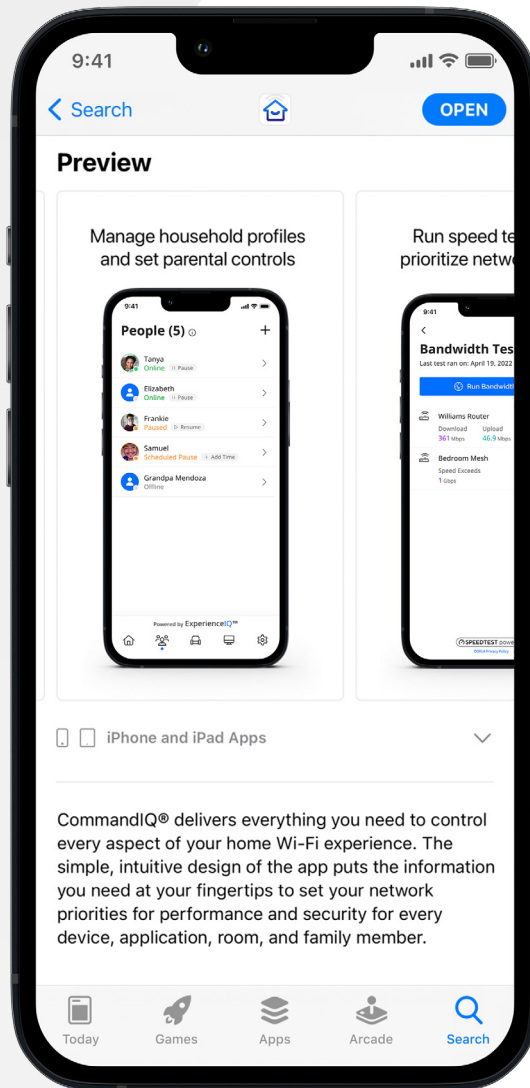 9:41
Search
OPEN
Preview
Manage household profiles
and set parental controls
9:41
People (5)
Tanya
Online Pause
Elizabeth
Online Pause
Frankie
Paused Resume
Samuel
Scheduled Pause + Add Time
Grandpa Mendoza
Offline
Powered by ExperienceIQ™
Run speed te
prioritize netw
9:41
Bandwidth Tes
Last test ran on: April 19, 2022
Run Bandwidth
Williams Router
Download Upload
361 Mbps 46.9 Mbps
Bedroom Mesh
Speed Exceeds
1 Gbps
SPEEDTEST powe
OOKLA Privacy Policy
iPhone and iPad Apps
CommandIQ® delivers everything you need to control
every aspect of your home Wi-Fi experience. The
simple, intuitive design of the app puts the information
you need at your fingertips to set your network
priorities for performance and security for every
device, application, room, and family member.
Today
Games
Apps
Arcade
Search